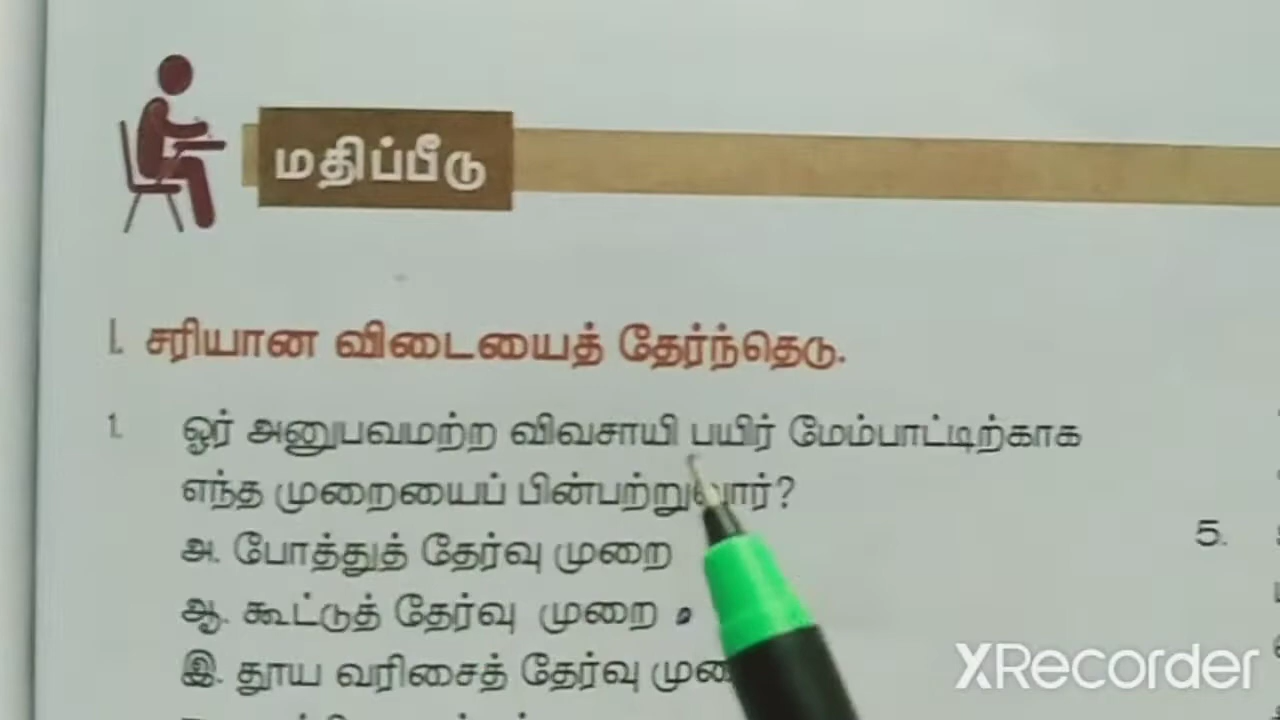 மதிப்பீடு
I. சரியான விடையைத் தேர்ந்தெடு.
1. ஓர் அனுபவமற்ற விவசாயி பயிர் மேம்பாட்டிற்காக
எந்த முறையைப் பின்பற்றுவார்?
அ. போத்துத் தேர்வு முறை
ஆ. கூட்டுத் தேர்வு முறை
இ. தூய வரிசைத் தேர்வு
5.
XRecorder